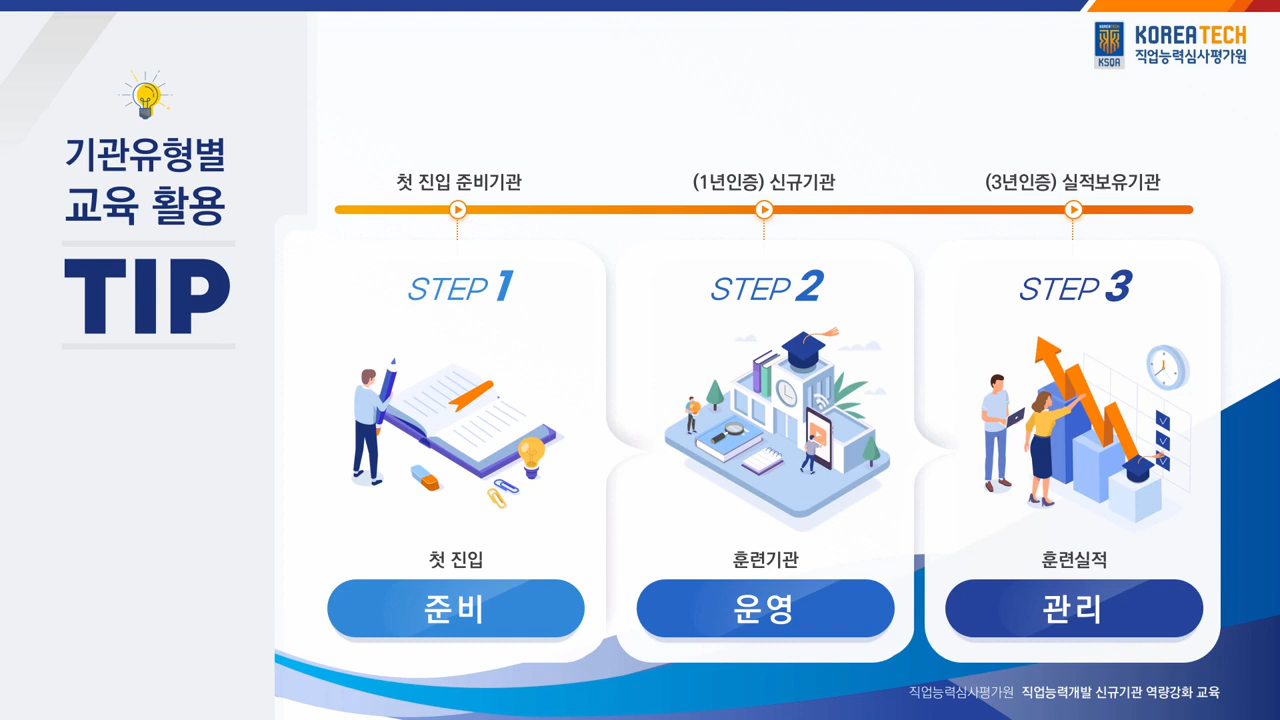 KOREATECH
KSQA
직업능력심사평가원
기관유형별
교육 활용
TIP
첫 진입 준비기관
(1년인증) 신규기관
(3년인증) 실적보유기관
STEP 1
STEP 2
STEP 3
첫 진입
준비
훈련기관
운영
훈련실적
관리
직업능력심사평가원 직업능력개발 신규기관 역량강화 교육